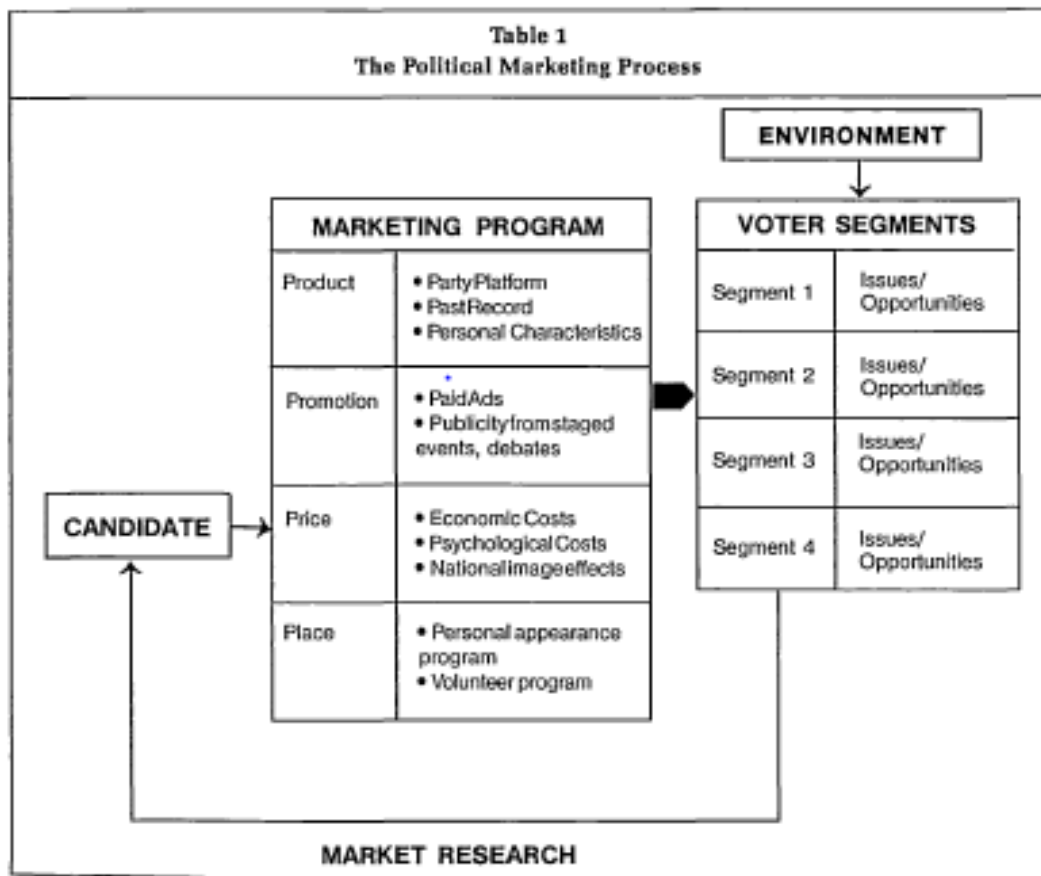 Table 1
The Political Marketing Process
ENVIRONMENT
MARKETING PROGRAM
Product
• PartyPlatform
• PastRecord
• Personal Characteristics
Promotion
• PaidAds
• Publicityfromstaged
events, debates
Price
• EconomicCosts
• PsychologicalCosts
• Nationalimageeffects
Place
• Personalappearance
program
• Volunteer program
VOTER SEGMENTS
Segment 1
Issues/
Opportunities
Segment 2
Issues/
Opportunities
Segment 3
Issues/
Opportunities
Segment 4
Issues/
Opportunities
CANDIDATE
MARKET RESEARCH